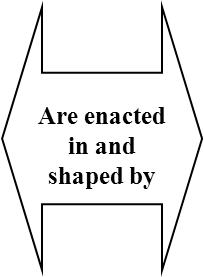 Are enacted
in and
shaped by